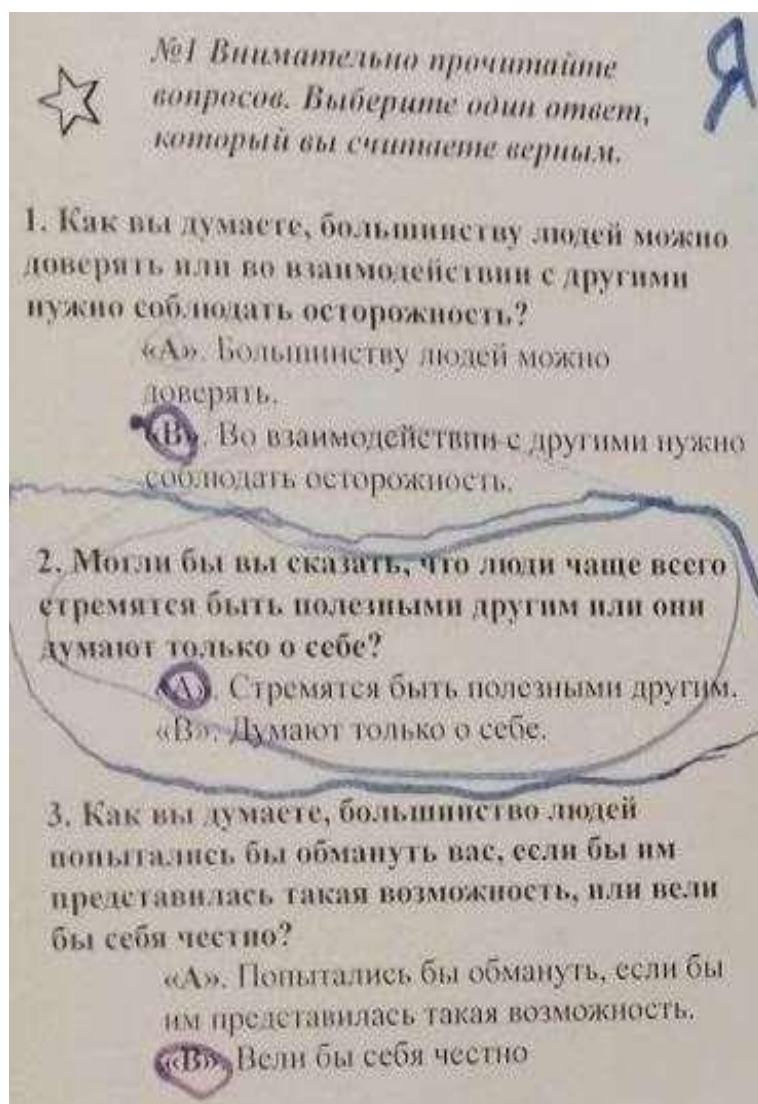 №1 Внимательно прочитайте
Я
вопросов. Выберите один ответ,
который вы считаете верным.
1. Как вы думаете, большинству людей можно
доверять или во взаимодействии с другими
нужно соблюдать осторожность?
«А». Большинству людей можно
доверять.
«В». Во взаимодействии с другими нужно
соблюдать осторожность.
2. Могли бы вы сказать, что люди чаще всего
стремятся быть полезными другим или они
думают только о себе?
«А». Стремятся быть полезными другим.
«В». Думают только о себе.
3. Как вы думаете, большинство людей
попытались бы обмануть вас, если бы им
представилась такая возможность, или вели
бы себя честно?
«А». Попытались бы обмануть, если бы
им представилась такая возможность.
«В». Вели бы себя честно